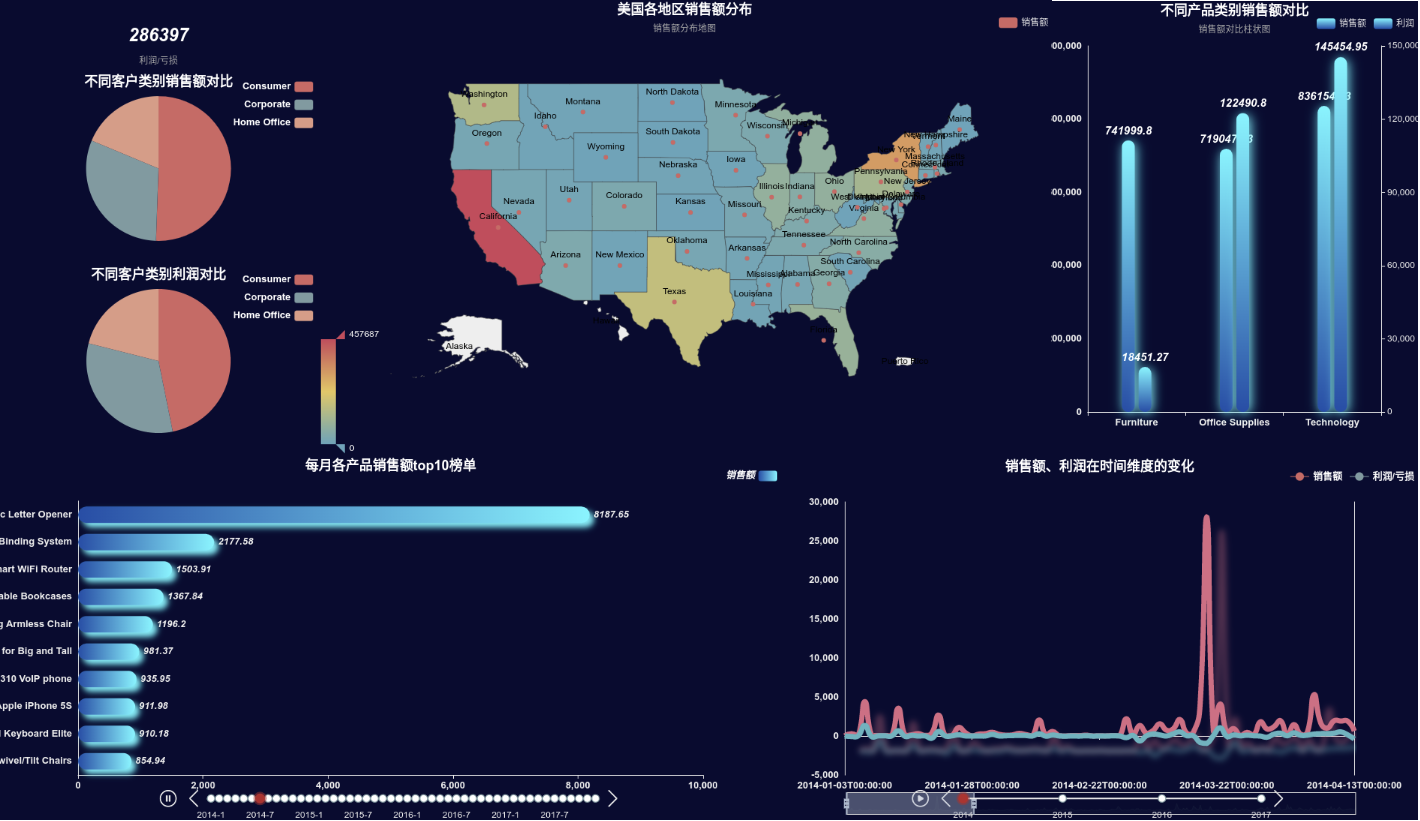 286397
利润/亏损
不同客户类别销售额对比
Consumer
Corporate
Home Office
不同客户类别利润对比
Consumer
Corporate
Home Office
457687
0
美国各地区销售额分布
销售额分布地图
销售额
Washington
Oregon
Idaho
Montana
Wyoming
North Dakota
South Dakota
Nebraska
Minnesota
Wisconsin
Iowa
Nevada
Utah
Colorado
Kansas
Missouri
Illinois
Indiana
Ohio
Pennsylvania
New York
Maine
New Jersey
Kentucky
Virginia
California
Arizona
New Mexico
Oklahoma
Arkansas
Tennessee
North Carolina
South Carolina
Mississippi
Alabama
Georgia
Texas
Louisiana
Florida
Alaska
Puerto Rico
不同产品类别销售额对比
销售额对比柱状图
销售额
利润
00,000
00,000
00,000
00,000
00,000
0
150,000
120,000
90,000
60,000
30,000
0
741999.8
18451.27
122490.8
145454.95
Furniture
Office Supplies
Technology
每月各产品销售额top10榜单
销售额
c Letter Opener
8187.65
Binding System
2177.58
art WiFi Router
1503.91
able Bookcases
1367.84
g Armless Chair
1196.2
for Big and Tall
981.37
310 VoIP phone
935.95
Apple iPhone 5S
911.98
Keyboard Elite
910.18
wivel/Tilt Chairs
854.94
0
2,000
4,000
6,000
8,000
10,000
2014-1
2014-7
2015-1
2015-7
2016-1
2016-7
2017-1
2017-7
销售额、利润在时间维度的变化
销售额
利润/亏损
30,000
25,000
20,000
15,000
10,000
5,000
0
-5,000
2014-01-03T00:00:00
2014-01-28T00:00:00
2014-02-22T00:00:00
2014-03-22T00:00:00
2014-04-13T00:00:00
2014
2015
2016
2017